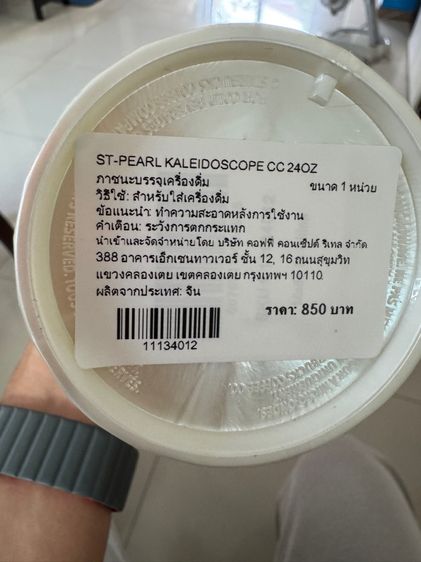 ST-PEARL KALEIDOSCOPE CC 24OZ
ภาชนะบรรจุเครื่องดื่ม ขนาด 1 หน่วย
วิธีใช้: สำหรับใส่เครื่องดื่ม
ข้อแนะนำ: ทำความสะอาดหลังการใช้งาน
คำเตือน: ระวังการตกกระแทก
นำเข้าและจัดจำหน่ายโดย บริษัท คอฟฟี่ คอนเซ็ปต์ รีเทล จำกัด
388 อาคารเอ็กเชนทาวเวอร์ ชั้น 12, 16 ถนนสุขุมวิท
แขวงคลองเตย เขตคลองเตย กรุงเทพฯ 10110
ผลิตจากประเทศ: จีน ราคา: 850 บาท
11134012